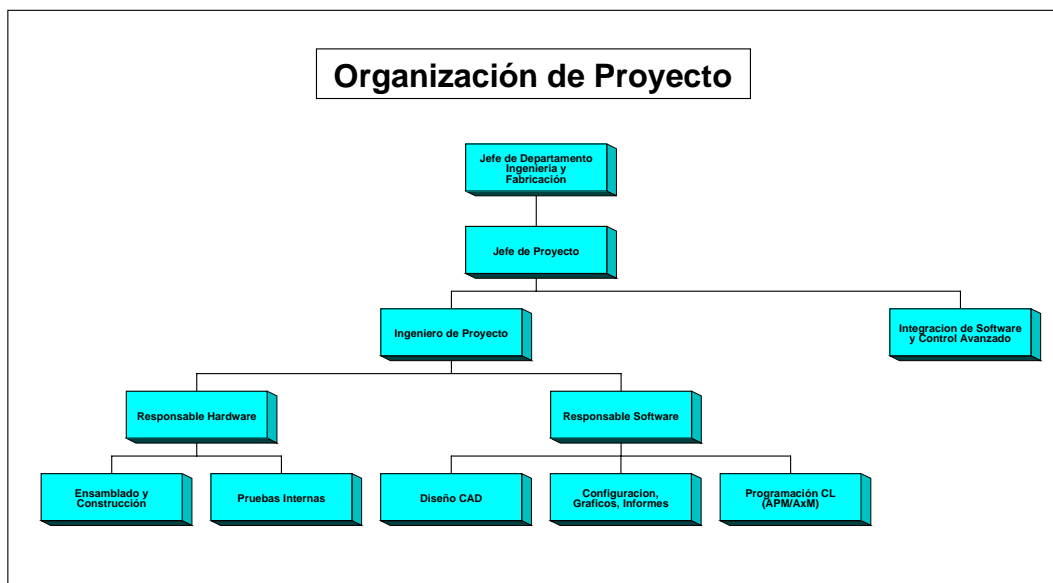 Organización de Proyecto
Jefe de Departamento
Ingenieria y
Fabricación
Jefe de Proyecto
Ingeniero de Proyecto
Integracion de Software
y Control Avanzado
Responsable Hardware
Responsable Software
Ensamblado y
Construcción
Pruebas Internas
Diseño CAD
Configuracion,
Graficos, Informes
Programación CL
(APM/AxM)